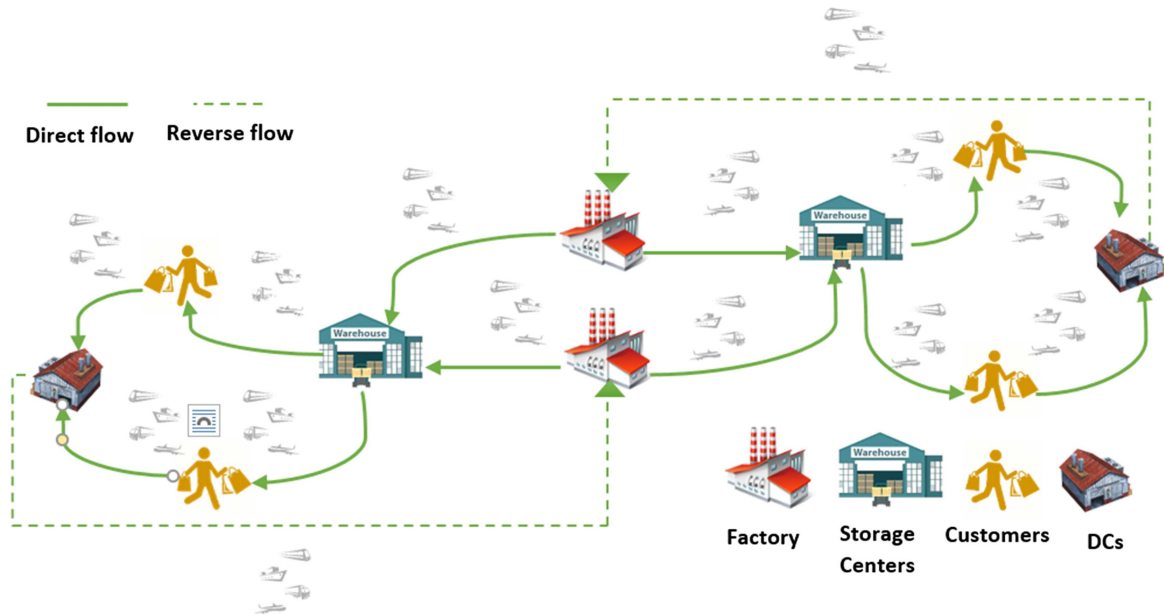 Direct flow
Reverse flow
Warehouse
Warehouse
Warehouse
Factory
Storage
Centers
Customers
DCs